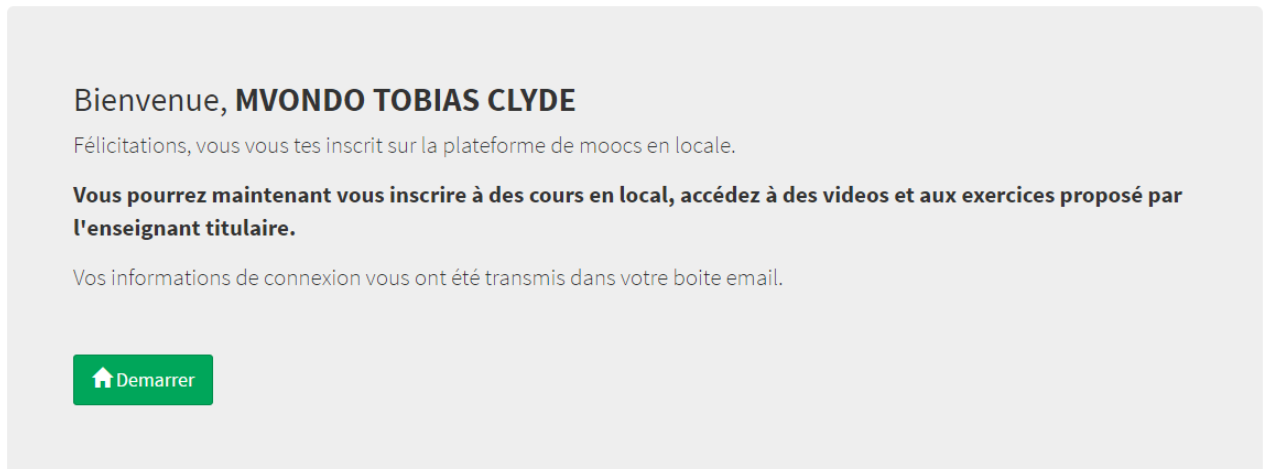 Bienvenue, MVONDO TOBIAS CLYDE
Félicitations, vous vous tes inscrit sur la plateforme de moocs en locale.
Vous pourrez maintenant vous inscrire à des cours en local, accédez à des videos et aux exercices proposé par
l'enseignant titulaire.
Vos informations de connexion vous ont été transmis dans votre boite email.
Demarrer